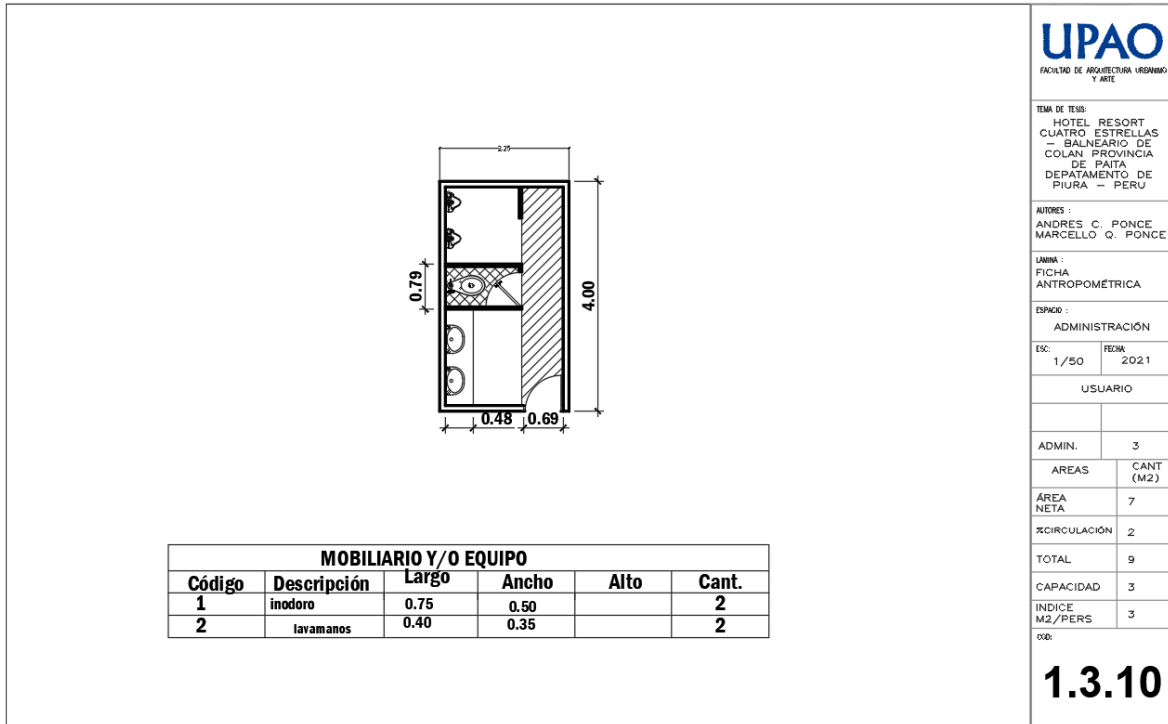 2.25
0.79
4.00
0.48 0.69
MOBILIARIO Y/O EQUIPO
Código Descripción Largo Ancho Alto Cant.
1 inodoro 0.75 0.50 2
2 lavamanos 0.40 0.35 2
UPAO
FACULTAD DE ARQUITECTURA URBANIMO
Y ARTE
TEMA DE TESIS:
HOTEL RESORT
CUATRO ESTRELLAS
– BALNEARIO DE
COLAN PROVINCIA
DE PAITA
DEPATAMENTO DE
PIURA – PERU
AUTORES :
ANDRES C. PONCE
MARCELLO Q. PONCE
LAMINA :
FICHA
ANTROPOMÉTRICA
ESPACIO :
ADMINISTRACIÓN
ESC: FECHA:
1/50 2021
USUARIO
ADMIN. 3
AREAS CANT
(M2)
ÁREA
NETA 7
%CIRCULACIÓN 2
TOTAL 9
CAPACIDAD 3
INDICE
M2/PERS 3
COD:
1.3.10